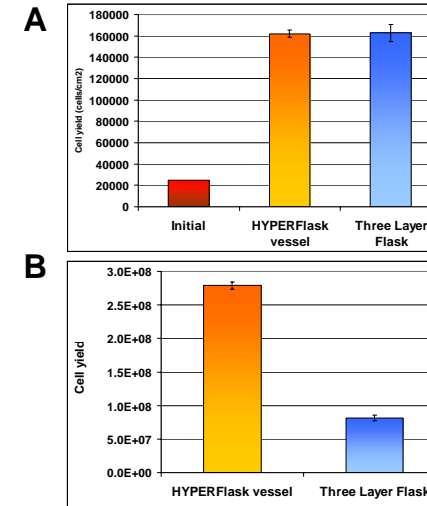 A
Cell yield (cells/cm2)
180000
160000
140000
120000
100000
80000
60000
40000
20000
0
Initial
HYPERFlask
vessel
Three Layer
Flask
B
Cell yield
3.0E+08
2.5E+08
2.0E+08
1.5E+08
1.0E+08
5.0E+07
0.0E+00
HYPERFlask vessel
Three Layer Flask